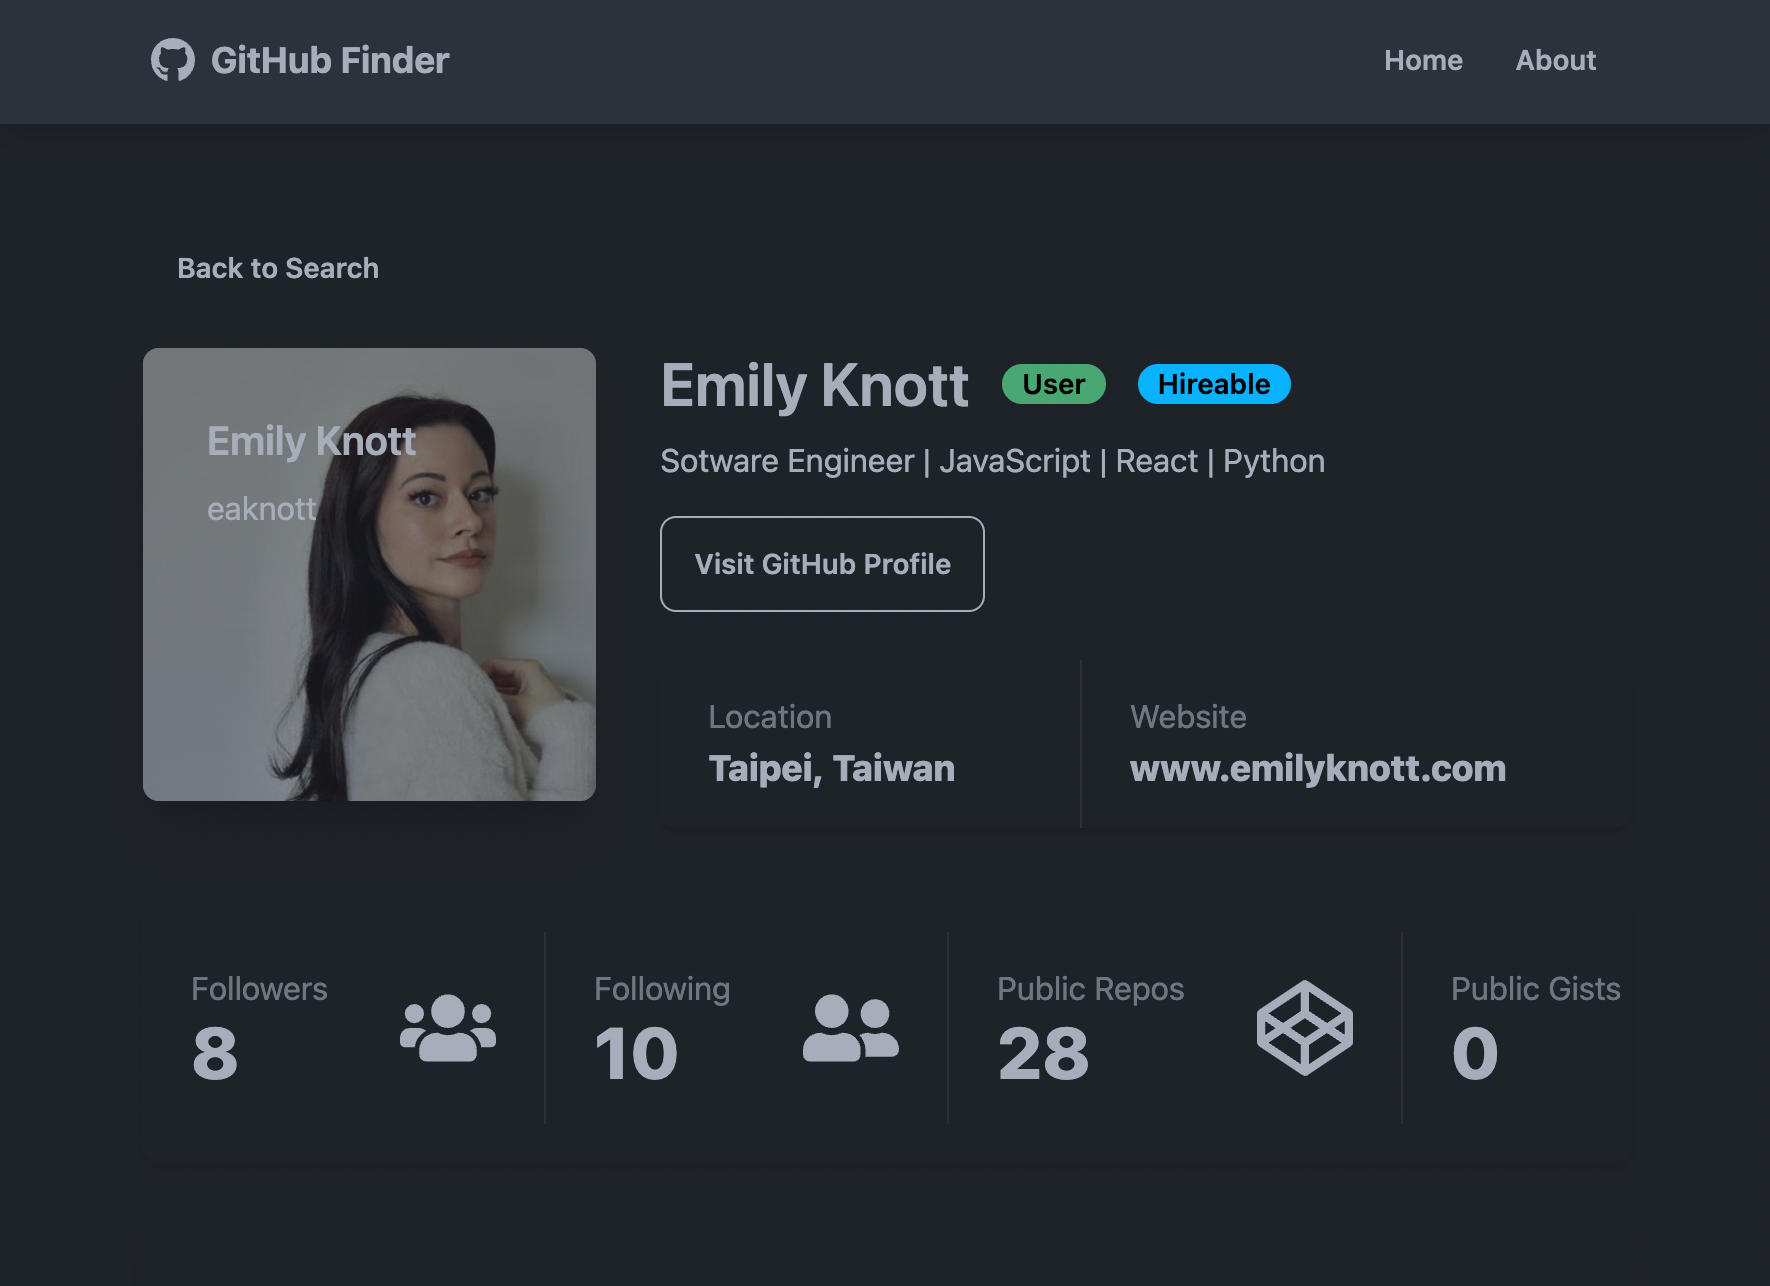 GitHub Finder
Home About
Back to Search
Emily Knott
eaknott
Emily Knott User Hireable
Sotware Engineer | JavaScript | React | Python
Visit GitHub Profile
Location
Taipei, Taiwan
Website
www.emilyknott.com
Followers
8
Following
10
Public Repos
28
Public Gists
0